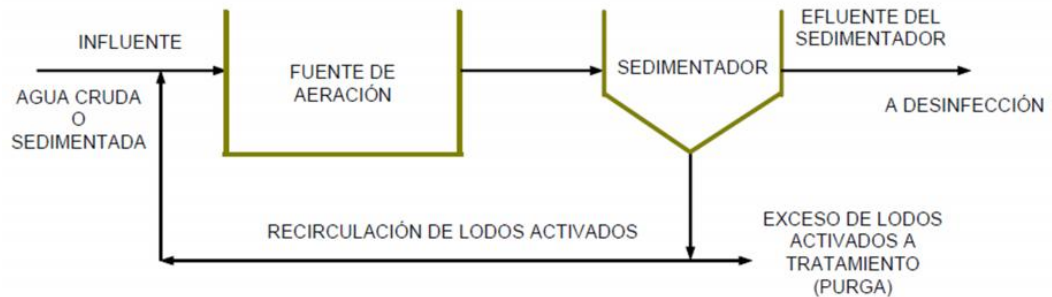 INFLUENTE
AGUA CRUDA
O
SEDIMENTADA
FUENTE DE
AERACIÓN
SEDIMENTADOR
EFLUENTE DEL
SEDIMENTADOR
A DESINFECCIÓN
RECIRCULACIÓN DE LODOS ACTIVADOS
EXCESO DE LODOS
ACTIVADOS A
TRATAMIENTO
(PURGA)